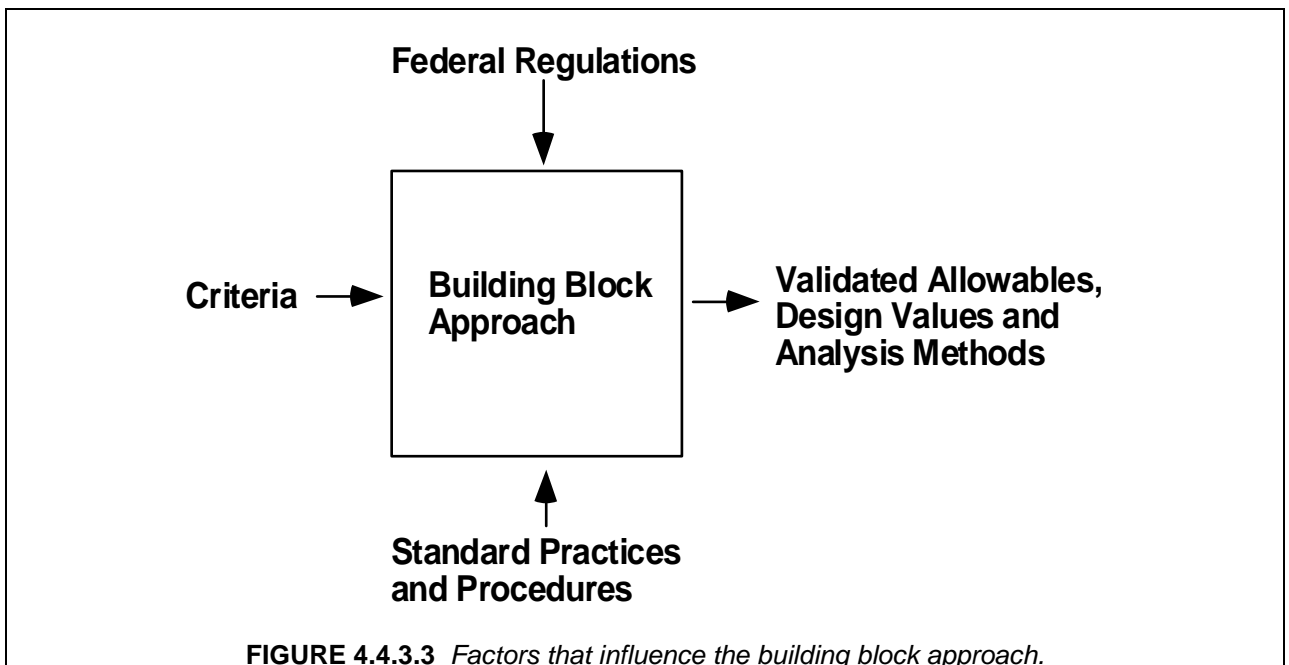 Federal Regulations
Criteria
Building Block
Approach
Validated Allowables,
Design Values and
Analysis Methods
Standard Practices
and Procedures
FIGURE 4.4.3.3 Factors that influence the building block approach.